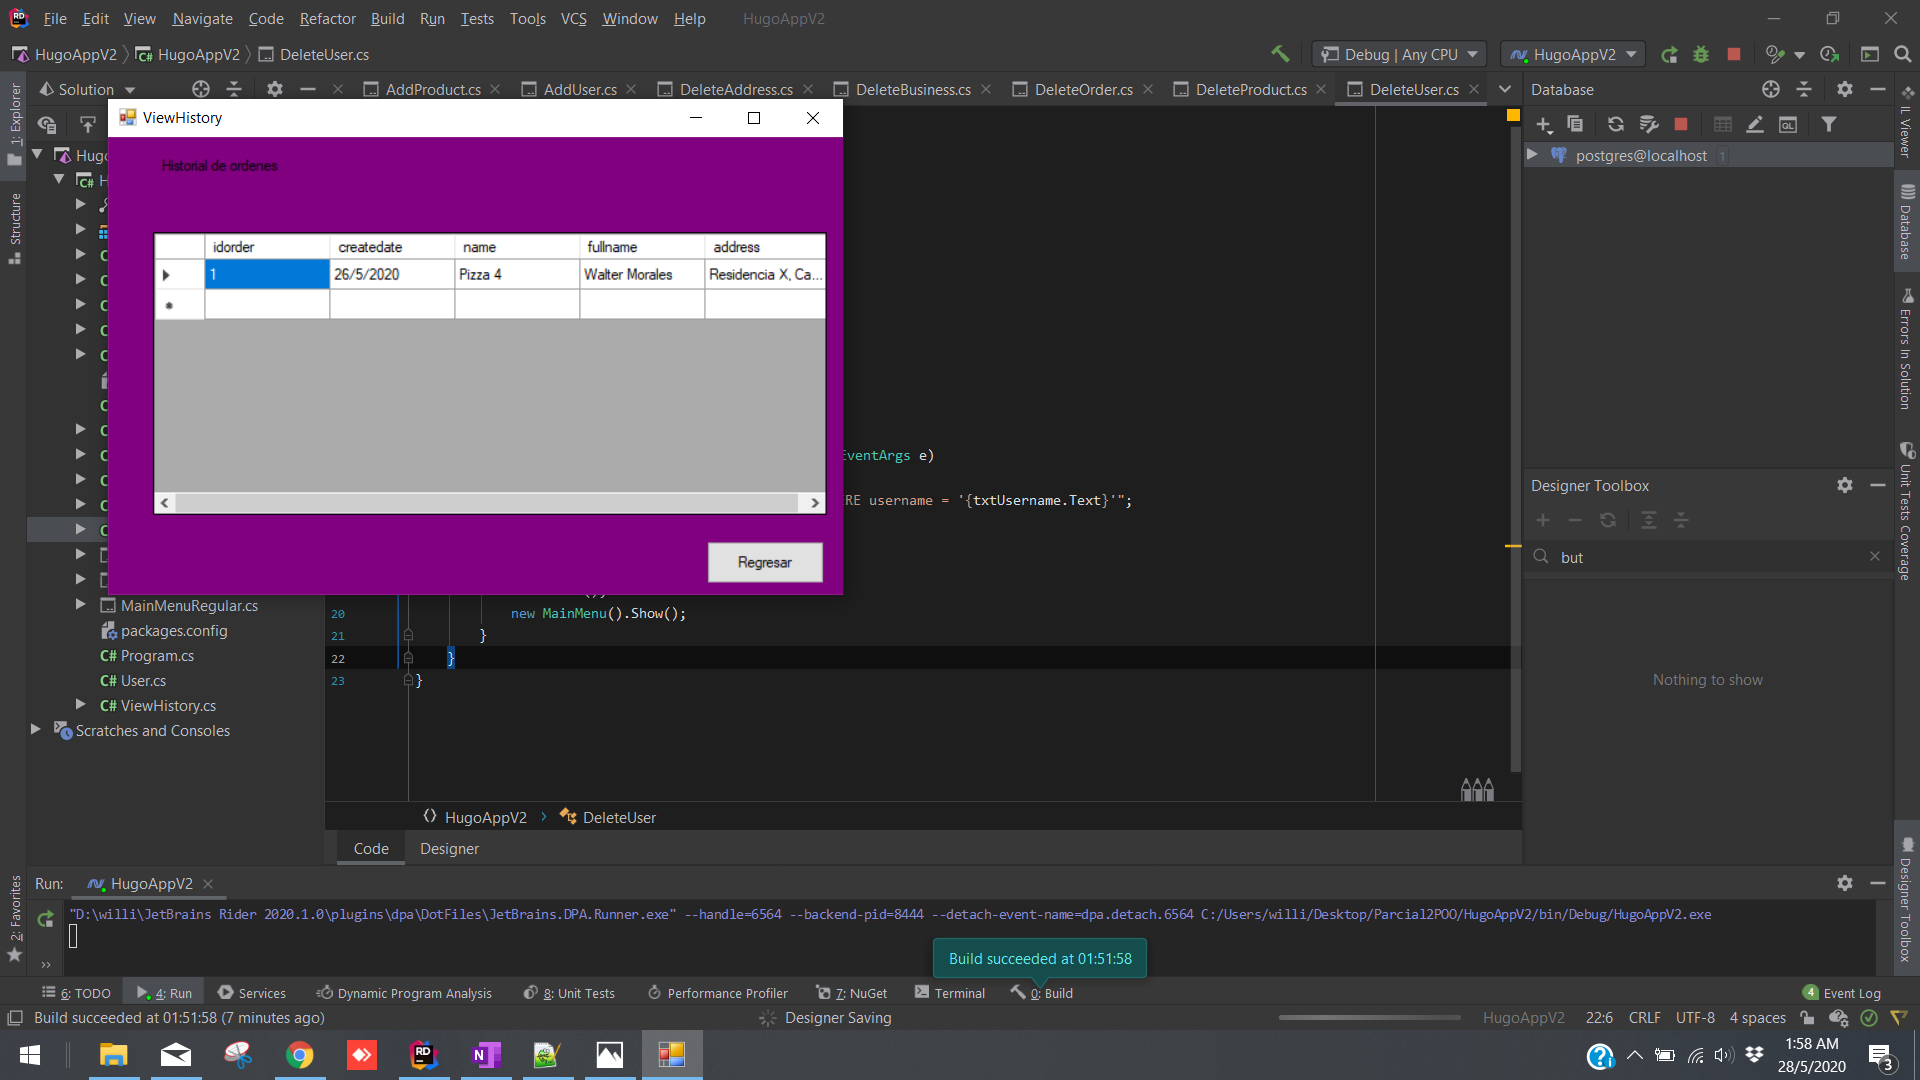 File Edit View Navigate Code Refactor Build Run Tests Tools VCS Window Help HugoAppV2
HugoAppV2 HugoAppV2 DeleteUser.cs Debug | Any CPU HugoAppV2
Solution AddProduct.cs AddUser.cs DeleteAddress.cs DeleteBusiness.cs DeleteOrder.cs DeleteProduct.cs DeleteUser.cs Database
1: Explorer
Structure
2: Favorites
ViewHistory
Historial de ordenes
idorder createdate name fullname address
1 26/5/2020 Pizza 4 Walter Morales Residencia X, Ca...
Regresar
Hugo
MainMenuRegular.cs
packages.config
C# Program.cs
C# User.cs
C# ViewHistory.cs
Scratches and Consoles
EventArgs e)
RE username = '{txtUsername.Text}'";
20 new MainMenu().Show();
21 }
22 }
23 }
HugoAppV2 › DeleteUser
Code Designer
postgres@localhost 1
Designer Toolbox
but
Nothing to show
IL Viewer
Database
Errors In Solution
Unit Tests Coverage
Designer Toolbox
Run: HugoAppV2
"D:\willi\JetBrains Rider 2020.1.0\plugins\dpa\DotFiles\JetBrains.DPA.Runner.exe" --handle=6564 --backend-pid=8444 --detach-event-name=dpa.detach.6564 C:/Users/willi/Desktop/Parcial2POO/HugoAppV2/bin/Debug/HugoAppV2.exe
Build succeeded at 01:51:58
6: TODO 4: Run Services Dynamic Program Analysis 8: Unit Tests Performance Profiler 7: NuGet Terminal 0: Build 4 Event Log
Build succeeded at 01:51:58 (7 minutes ago) Designer Saving HugoAppV2 22:6 CRLF UTF-8 4 spaces
1:58 AM
28/5/2020
3